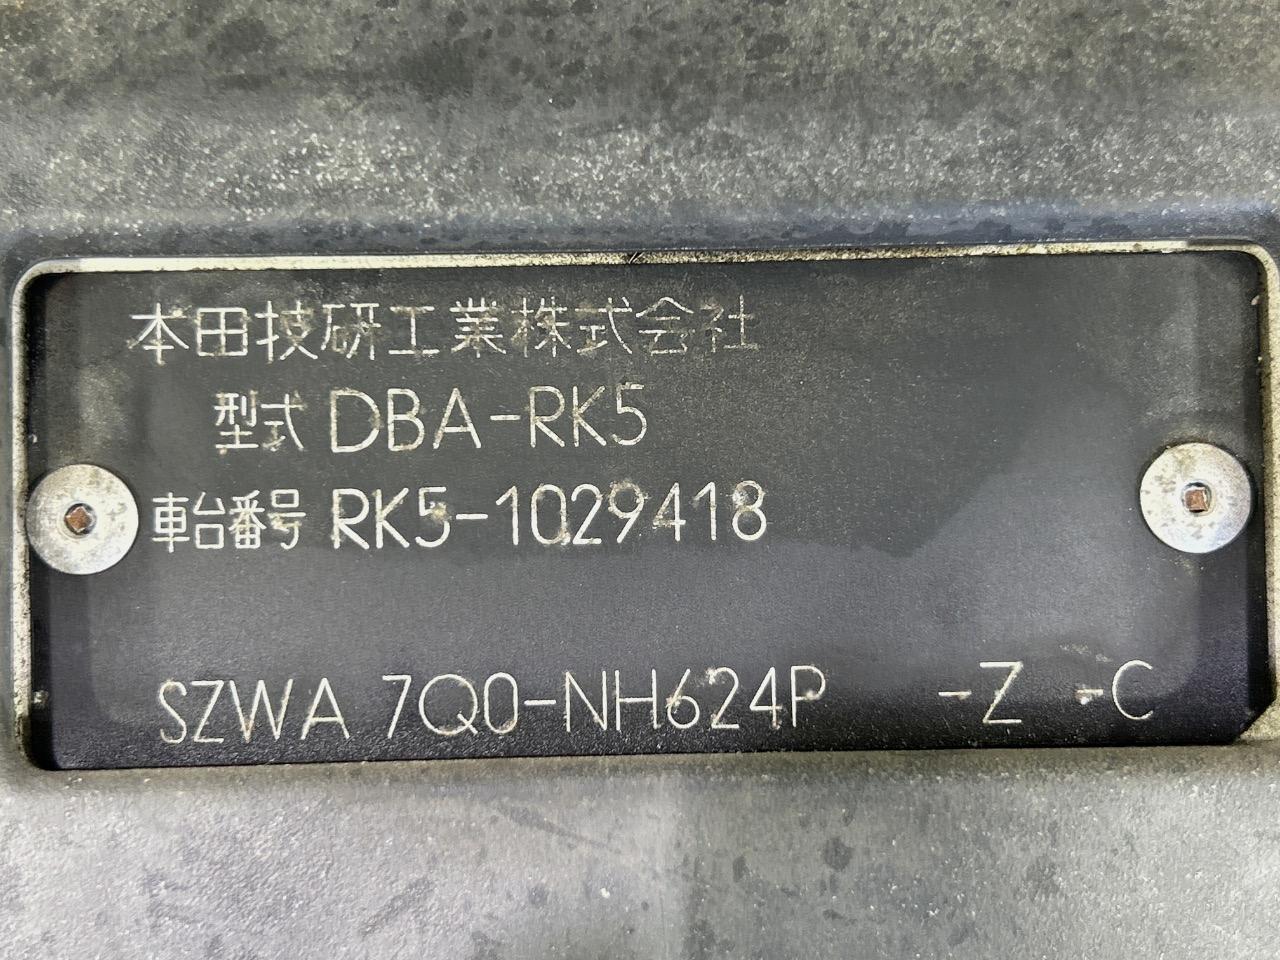 本田技研工業株式会社
型式 DBA-RK5
車台番号 RK5-1029418
SZWA 7Q0-NH624P -Z -C